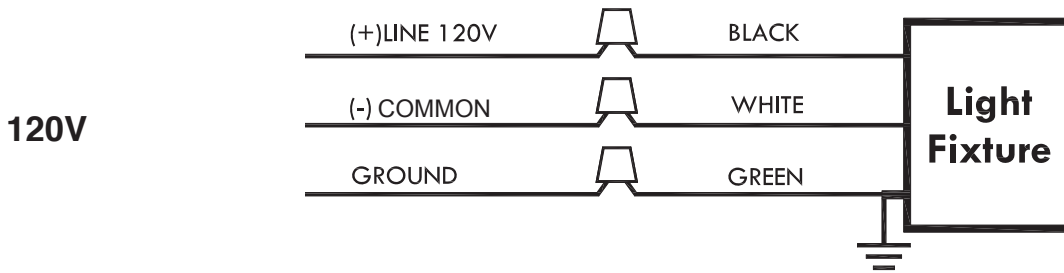 (+)LINE 120V BLACK
(-) COMMON WHITE
120V
GROUND GREEN
Light
Fixture